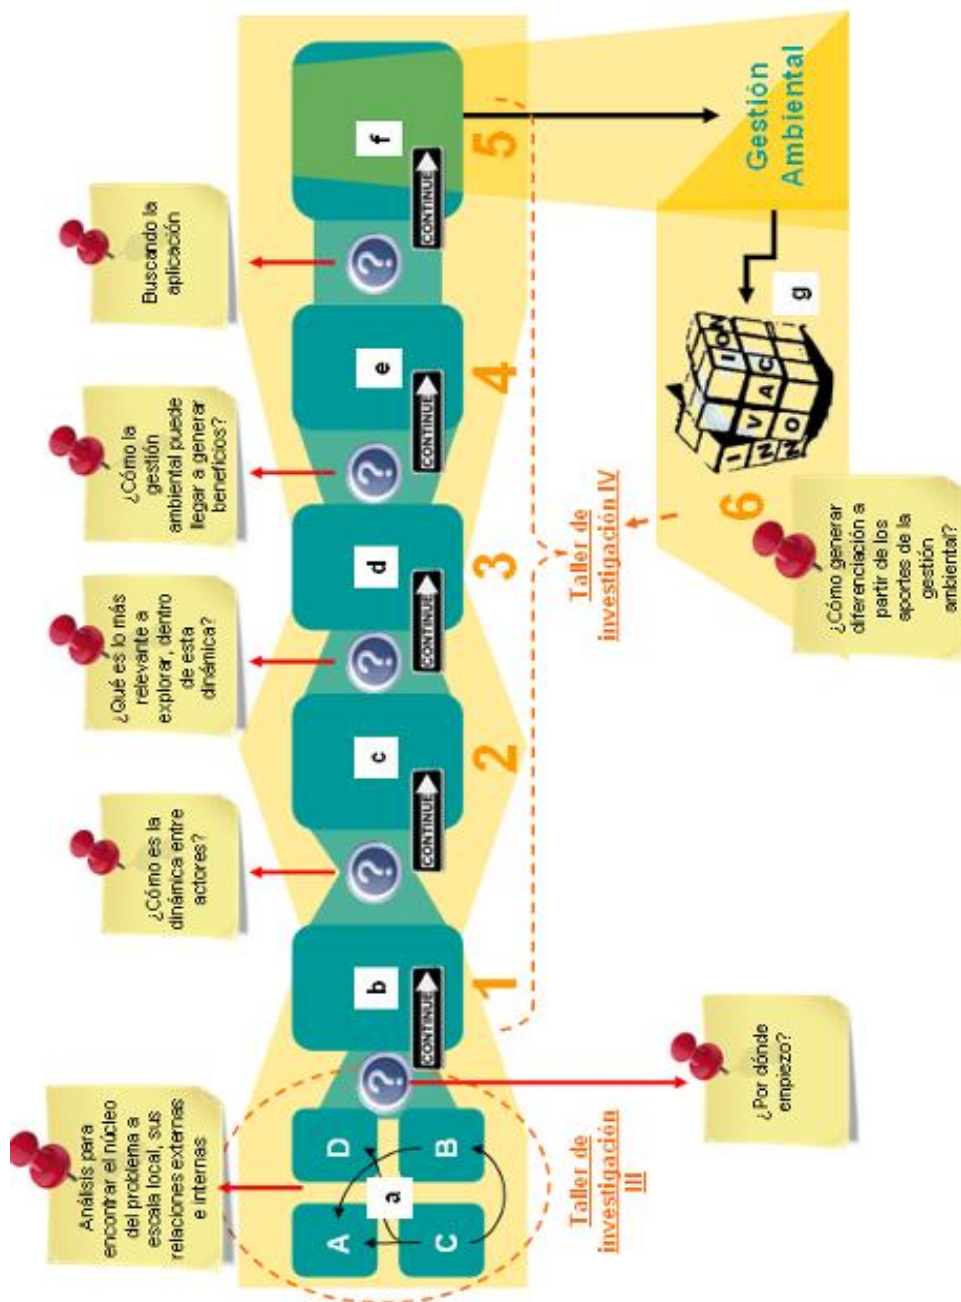 Análisis para
encontrar el núcleo
del problema a
escala local, sus
relaciones externas
e internas
¿Cómo es la
dinámica entre
actores?
¿Qué es lo más
relevante a
explorar, dentro
de esta
dinámica?
¿Cómo la
gestión
ambiental puede
llegar a generar
beneficios?
Buscando la
aplicación
A
D
C
B
a
?
b
CONTINUE
1
?
c
CONTINUE
2
?
d
CONTINUE
3
?
e
CONTINUE
4
?
f
CONTINUE
5
Taller de
investigación
III
¿Por dónde
empiezo?
Taller de
investigación IV
6
¿Cómo generar
diferenciación a
partir de los
aportes de la
gestión
ambiental?
INNOVACION
g
Gestión
Ambiental